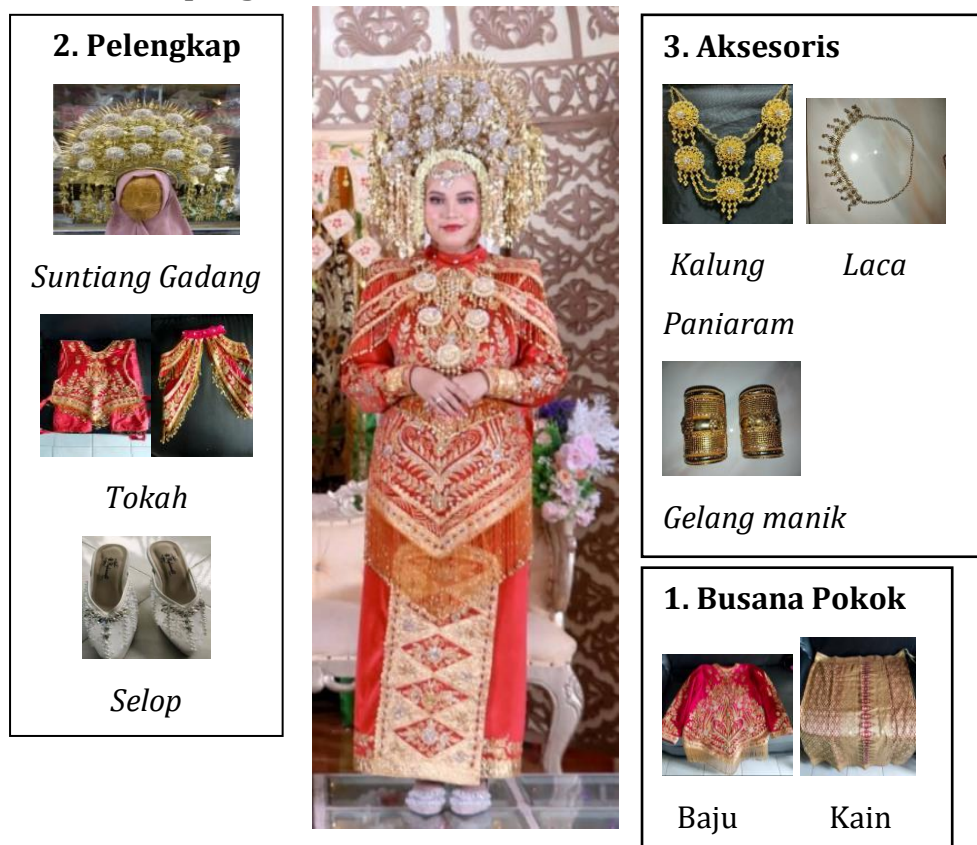 2. Pelengkap
Suntiang Gadang
Tokah
Selop
3. Aksesoris
Kalung Laca
Paniaram
Gelang manik
1. Busana Pokok
Baju Kain